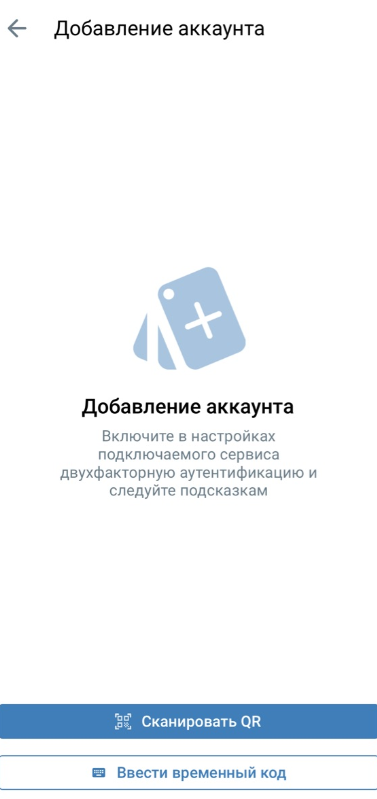 Добавление аккаунта
Добавление аккаунта
Включите в настройках
подключаемого сервиса
двухфакторную аутентификацию и
следуйте подсказкам
Сканировать QR
Ввести временный код